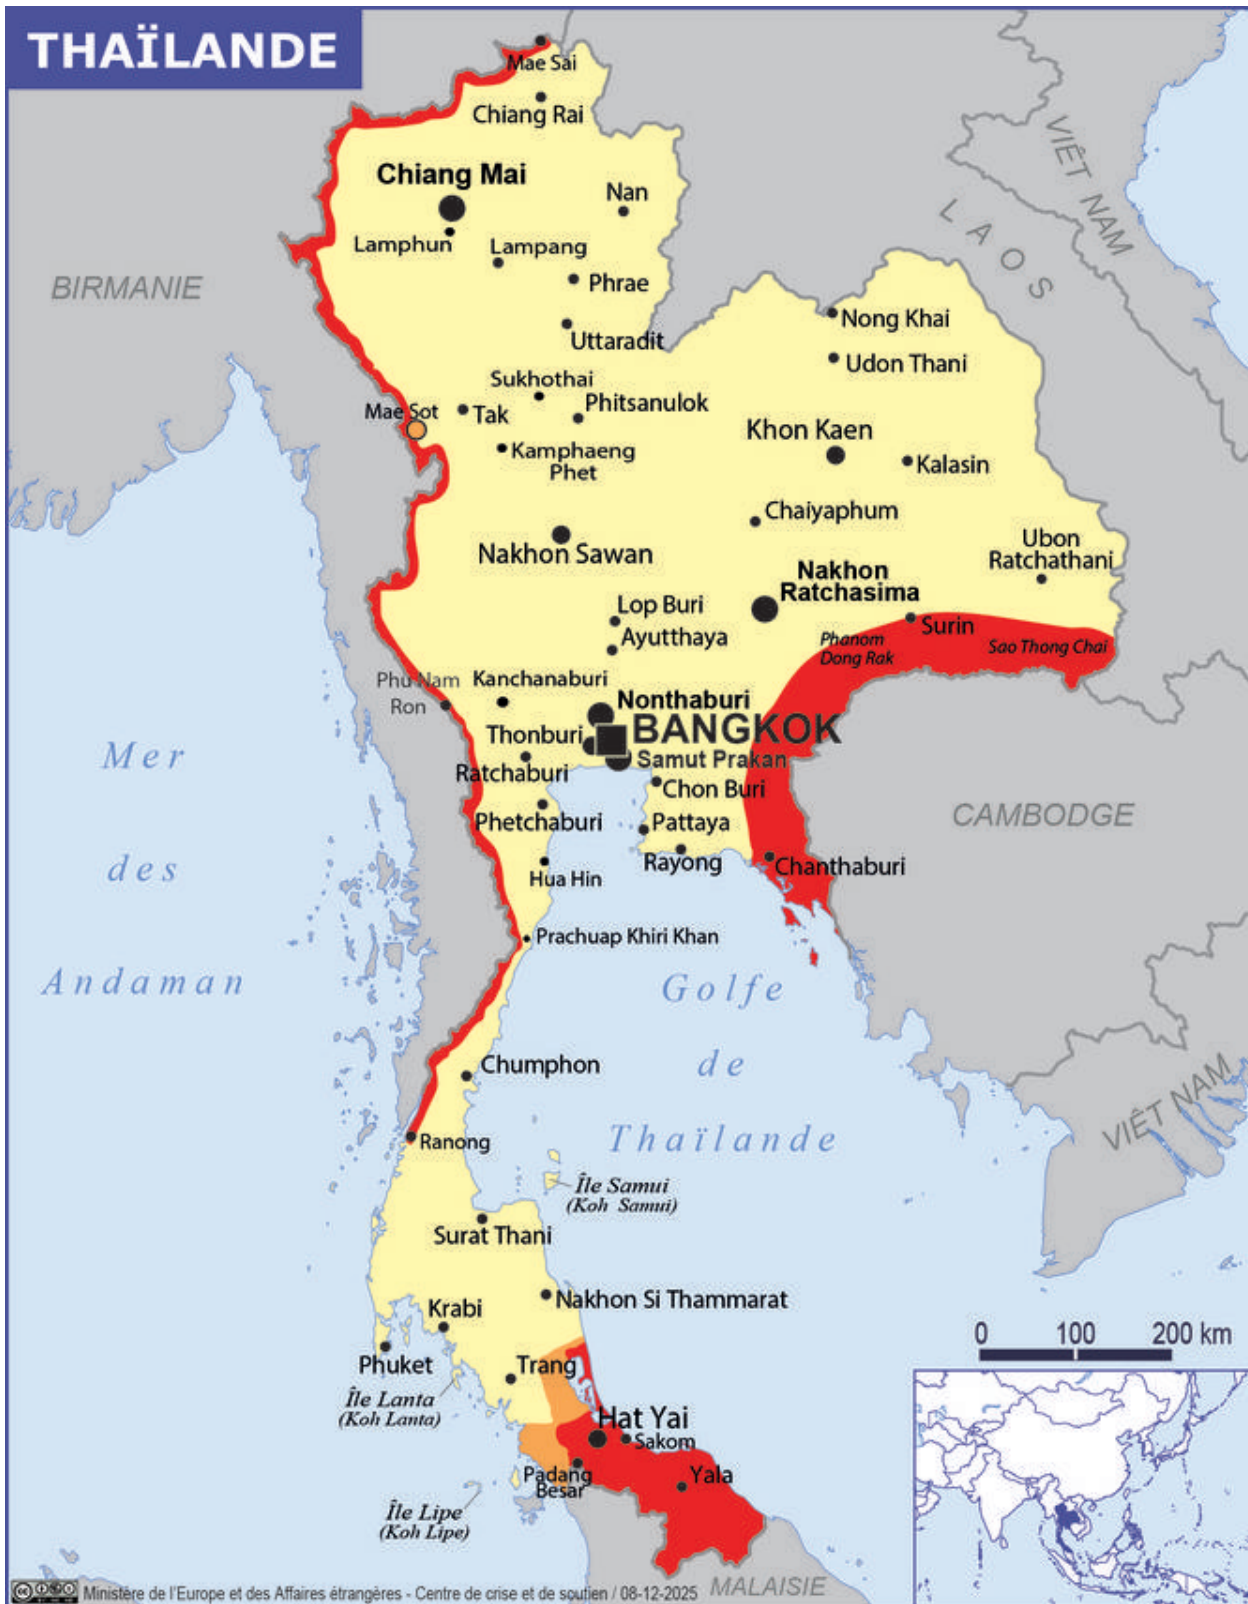 THAÏLANDE
Mae Sai
Chiang Rai
Chiang Mai
Nan
VIÊT NAM
LAOS
Lamphun
Lampang
BIRMANIE
Phrae
Nong Khai
Uttaradit
Udon Thani
Sukhothai
Mae Sot
Tak
Phitsanulok
Khon Kaen
Kamphaeng
Phet
Kalasin
Chaiyaphum
Ubon
Ratchathani
Nakhon Sawan
Nakhon
Ratchasima
Lop Buri
Ayutthaya
Surin
Phanom
Dong Rak
Sao Thong Chai
Phu Nam
Ron
Kanchanaburi
Nonthaburi
BANGKOK
Thonburi
Samut Prakan
Ratchaburi
Chon Buri
Mer
des
Andaman
Phetchaburi
Pattaya
CAMBODGE
Rayong
Chanthaburi
Hua Hin
Prachuap Khiri Khan
Golfe
de
Thaïlande
Chumphon
VIÊT NAM
Ranong
Île Samui
(Koh Samui)
Surat Thani
Nakhon Si Thammarat
Krabi
0 100 200 km
Phuket
Trang
Île Lanta
(Koh Lanta)
Hat Yai
Sakom
Padang
Besar
Yala
Île Lipe
(Koh Lipe)
MALAISIE
cc Ministère de l'Europe et des Affaires étrangères - Centre de crise et de soutien / 08-12-2025